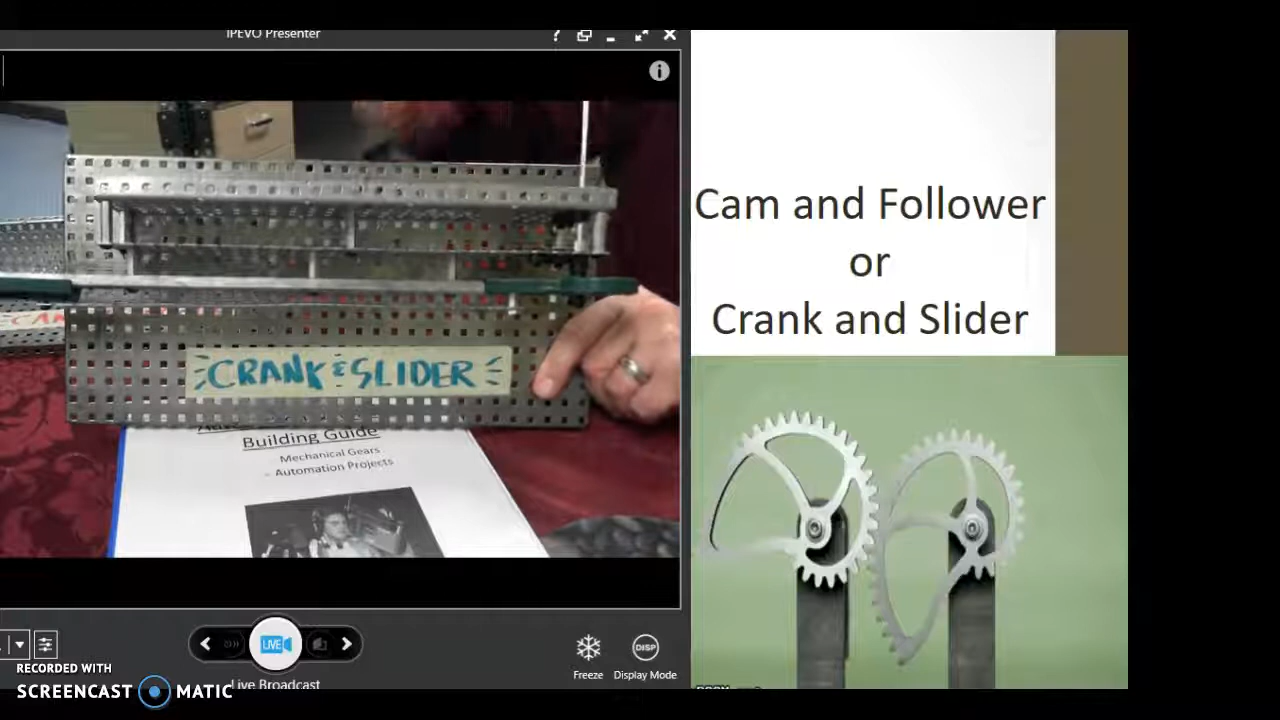 IPEVO Presenter
CRANK & SLIDER
Building Guide
Mechanical Gears
- Automation Projects
LIVE
Live Broadcast
Freeze
DISP
Display Mode
RECORDED WITH
SCREENCAST MATIC
Cam and Follower
or
Crank and Slider